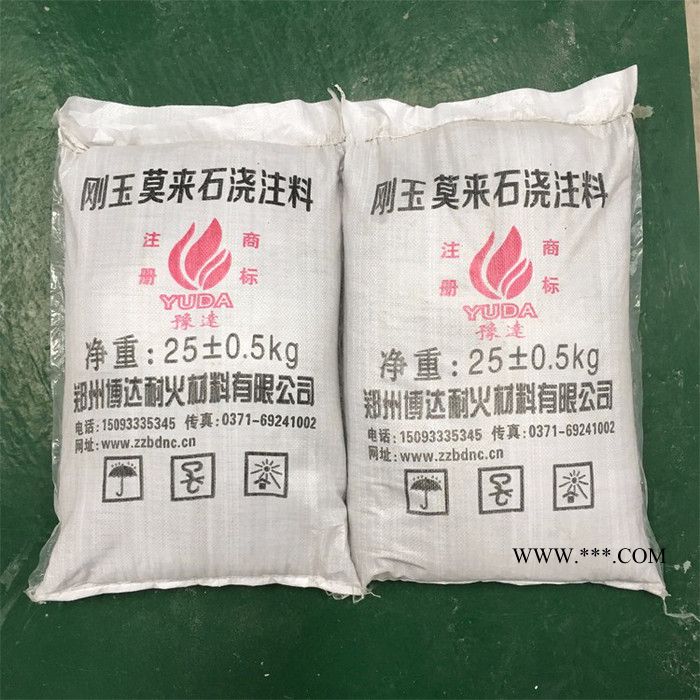 刚玉莫来石浇注料
注册 商标
YUDA
豫达
净重:25±0.5kg
郑州博达耐火材料有限公司
电话:15093335345 传真:0371-69241002
网址:www.zzbdnc.cn
刚玉莫来石浇注料
注册 商标
YUDA
豫达
净重:25±0.5kg
郑州博达耐火材料有限公司
电话:15093335345 传真:0371-69241002
网址:www.zzbdnc.cn
WWW.***.COM